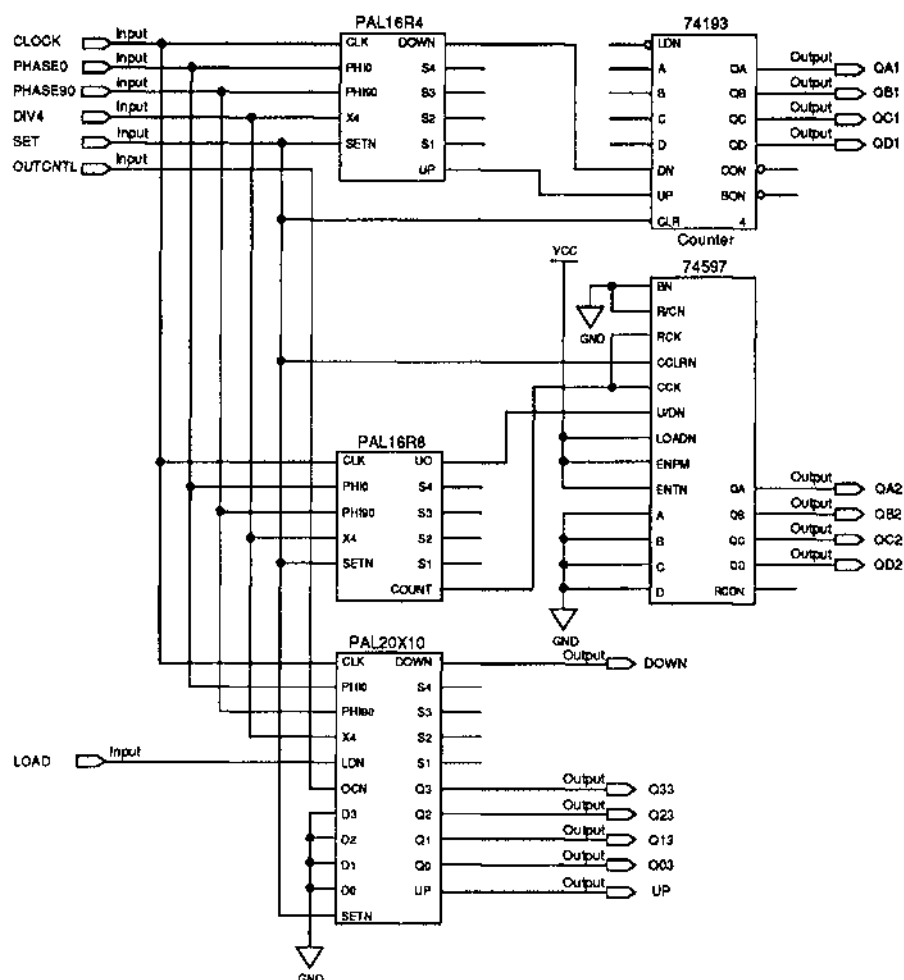 PAL16R4
74193
CLOCK Input CLK DOWN LDN
PHASE0 Input PHI0 S4 A QA Output QA1
PHASE90 Input PHI90 S3 B QB Output QB1
DIV4 Input X4 S2 C QC Output QC1
SET Input SETN S1 D QD Output QD1
OUTCNTL Input UP DN CON
UP BON
CLR 4
Counter
VCC
74597
BN
R/CN
GND
RCK
CCLRN
CCK
U/DN
PAL16R8
LOADN
CLK UO ENPM
PHI0 S4 ENTN QA Output QA2
PHI90 S3 A QB Output QB2
X4 S2 B QC Output QC2
SETN S1 C QD Output QD2
COUNT D RCON
GND
PAL20X10
CLK DOWN Output DOWN
PHI0 S4
PHI90 S3
X4 S2
LOAD Input LDN S1
OCN Q3 Output Q33
D3 Q2 Output Q23
D2 Q1 Output Q13
D1 Q0 Output Q03
D0 UP Output UP
SETN
GND